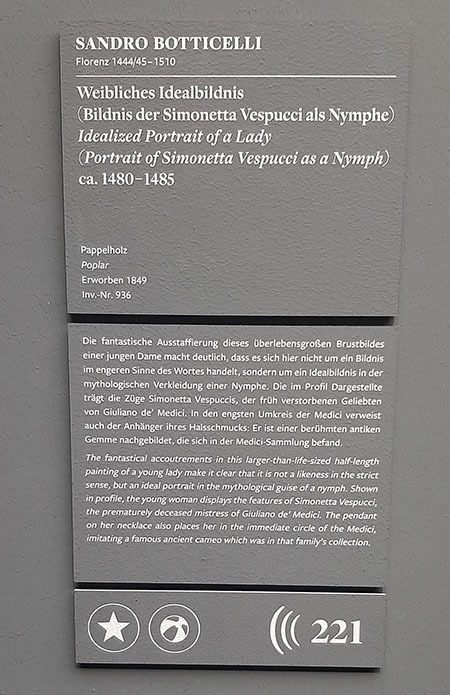 SANDRO BOTTICELLI
Florenz 1444/45–1510
Weibliches Idealbildnis
(Bildnis der Simonetta Vespucci als Nymphe)
Idealized Portrait of a Lady
(Portrait of Simonetta Vespucci as a Nymph)
ca. 1480–1485
Pappelholz
Poplar
Erworben 1849
Inv.-Nr. 936
Die fantastische Ausstaffierung dieses überlebensgroßen Brustbildes
einer jungen Dame macht deutlich, dass es sich hier nicht um ein Bildnis
im engeren Sinne des Wortes handelt, sondern um ein Idealbildnis in der
mythologischen Verkleidung einer Nymphe. Die im Profil Dargestellte
trägt die Züge Simonetta Vespuccis, der früh verstorbenen Geliebten
von Giuliano de’ Medici. In den engsten Umkreis der Medici verweist
auch der Anhänger ihres Halsschmucks: Er ist einer berühmten antiken
Gemme nachgebildet, die sich in der Medici-Sammlung befand.
The fantastical accoutrements in this larger-than-life-sized half-length
painting of a young lady make it clear that it is not a likeness in the strict
sense, but an ideal portrait in the mythological guise of a nymph. Shown
in profile, the young woman displays the features of Simonetta Vespucci,
the prematurely deceased mistress of Giuliano de’ Medici. The pendant
on her necklace also places her in the immediate circle of the Medici,
imitating a famous ancient cameo which was in that family’s collection.
221